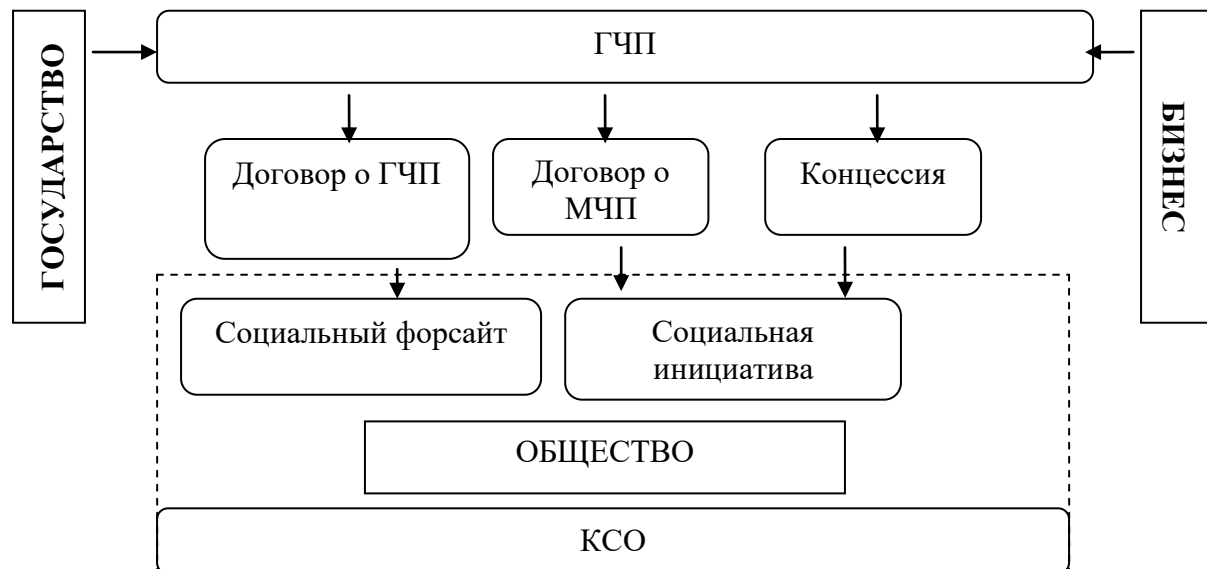 ГОСУДАРСТВО
ГЧП
БИЗНЕС
Договор о ГЧП
Договор о
МЧП
Концессия
Социальный форсайт
Социальная
инициатива
ОБЩЕСТВО
КСО